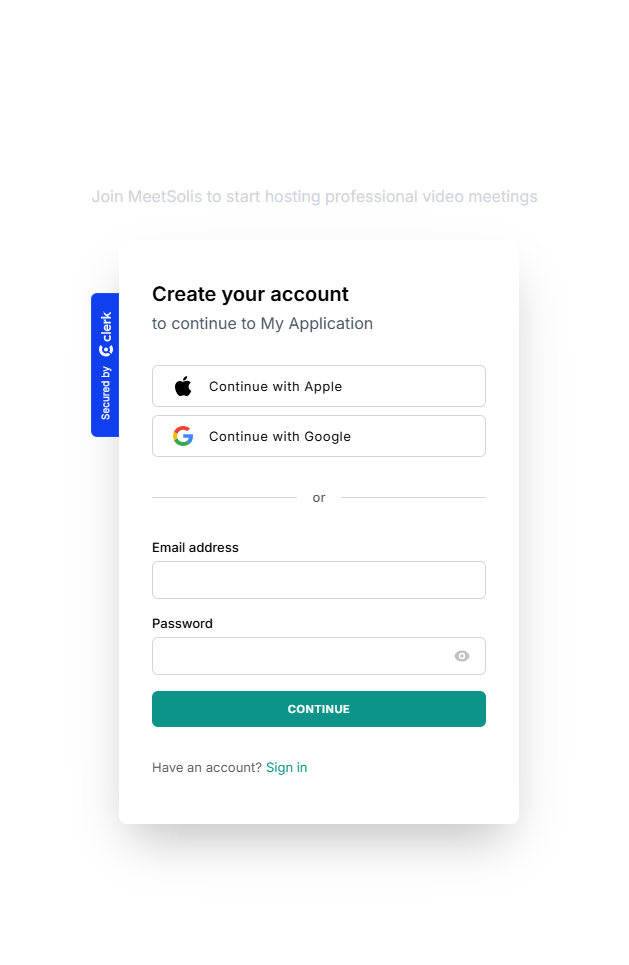 Join MeetSolis to start hosting professional video meetings
Secured by clerk
Create your account
to continue to My Application
Continue with Apple
Continue with Google
or
Email address
Password
CONTINUE
Have an account? Sign in